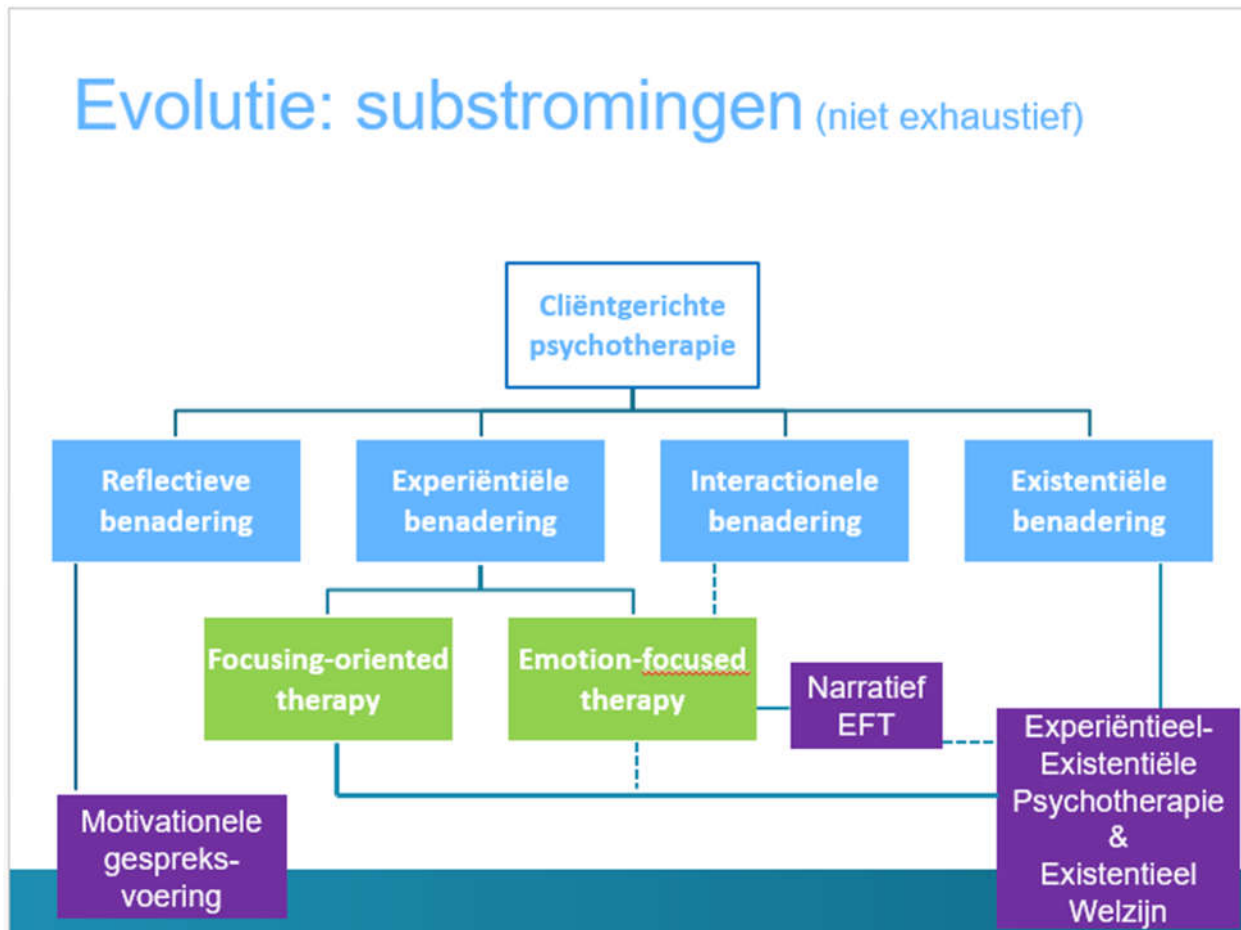 Evolutie: substromingen (niet exhaustief)
Cliëntgerichte
psychotherapie
Reflectieve
benadering
Experiëntiële
benadering
Interactionele
benadering
Existentiële
benadering
Focusing-oriented
therapy
Emotion-focused
therapy
Narratief
EFT
Experiëntieel-
Existentiële
Psychotherapie
&
Existentieel
Welzijn
Motivationele
gespreks-
voering